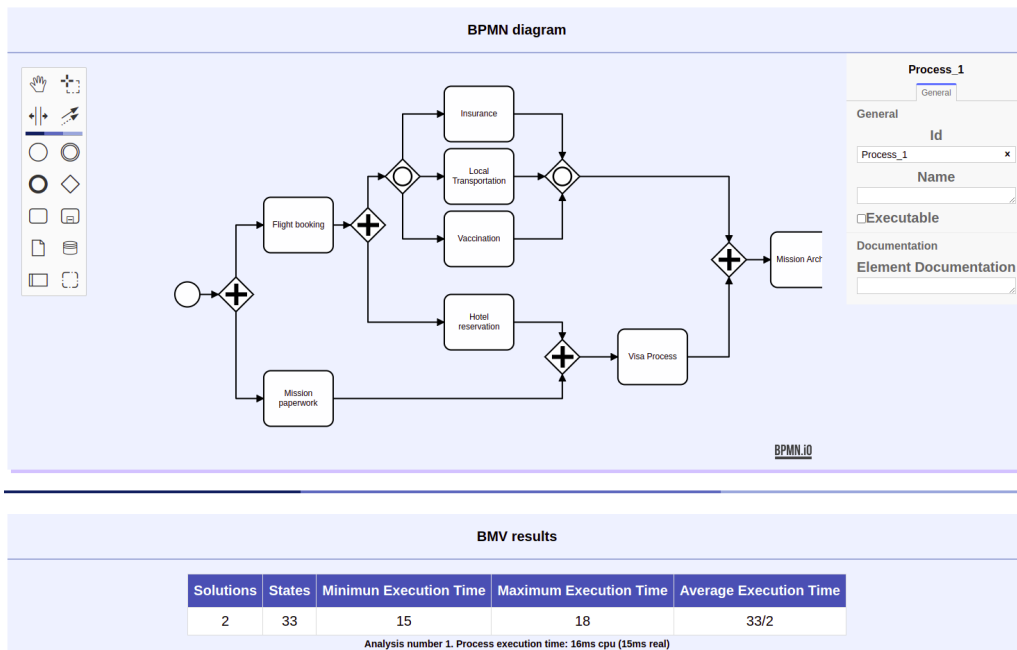 BPMN diagram
Process_1
General
General
Id
Process_1 x
Name
Executable
Documentation
Element Documentation
Insurance
Local
Transportation
Flight booking
Vaccination
Mission Arch
Hotel
reservation
Visa Process
Mission
paperwork
BPMN.iO
BMV results
Solutions States Minimun Execution Time Maximum Execution Time Average Execution Time
2 33 15 18 33/2
Analysis number 1. Process execution time: 16ms cpu (15ms real)